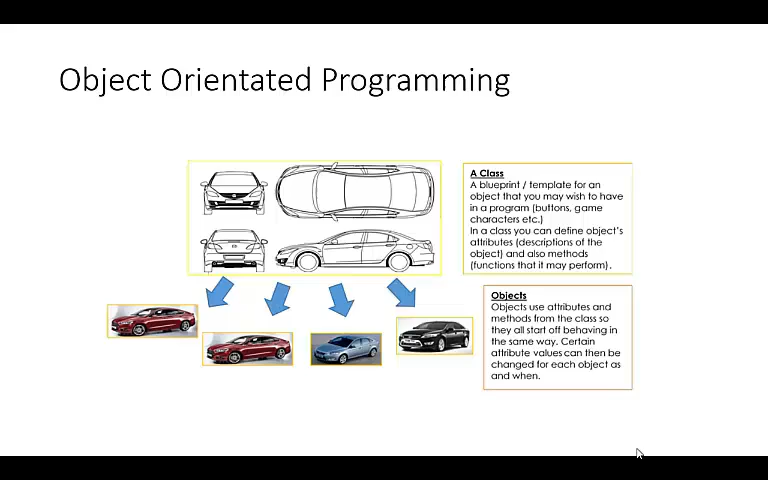 Object Orientated Programming
A Class
A blueprint / template for an
object that you may wish to have
in a program (buttons, game
characters etc.)
In a class you can define object's
attributes (descriptions of the
object) and also methods
(functions that it may perform).
Objects
Objects use attributes and
methods from the class so
they all start off behaving in
the same way. Certain
attribute values can then be
changed for each object as
and when.